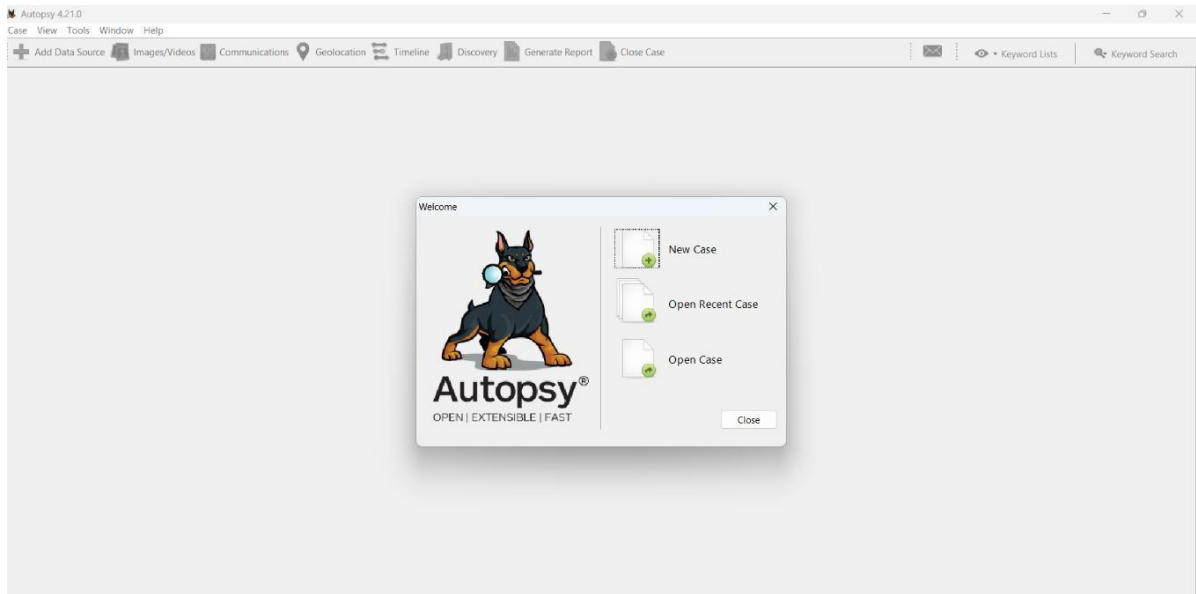 Autopsy 4.21.0
Case View Tools Window Help
Add Data Source Images/Videos Communications Geolocation Timeline Discovery Generate Report Close Case Keyword Lists Keyword Search
Welcome
New Case
Open Recent Case
Open Case
Autopsy®
OPEN | EXTENSIBLE | FAST
Close